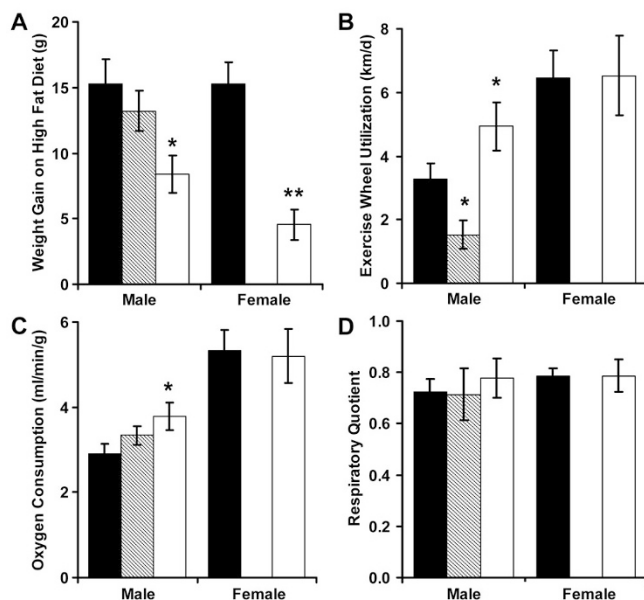 A
Weight Gain on High Fat Diet (g)
20
15
10
5
0
*
**
Male
Female
B
Exercise Wheel Utilization (km/d)
8
6
4
2
0
*
*
Male
Female
C
Oxygen Consumption (ml/min/g)
6
4
2
0
*
Male
Female
D
Respiratory Quotient
1.0
0.8
0.6
0.4
0.2
0.0
Male
Female